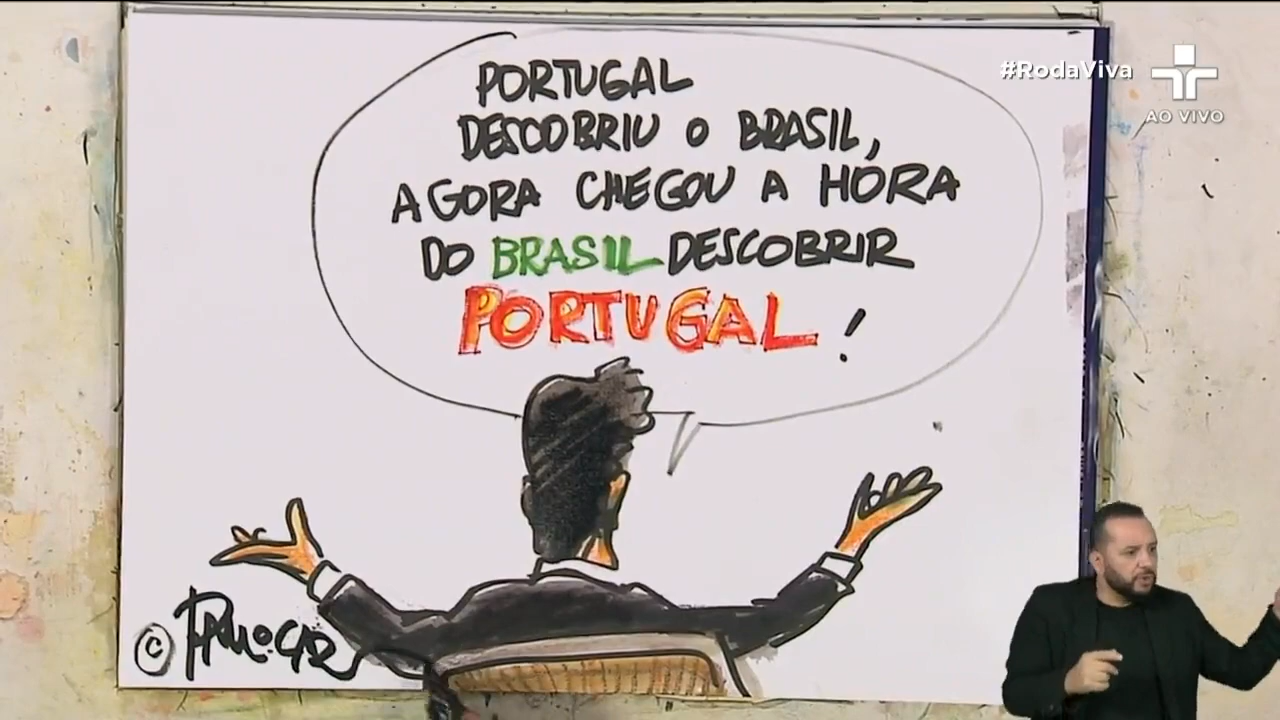 PORTUGAL
DESCOBRIU O BRASIL,
AGORA CHEGOU A HORA
DO BRASIL DESCOBRIR
PORTUGAL!
#RodaViva
AO VIVO
©